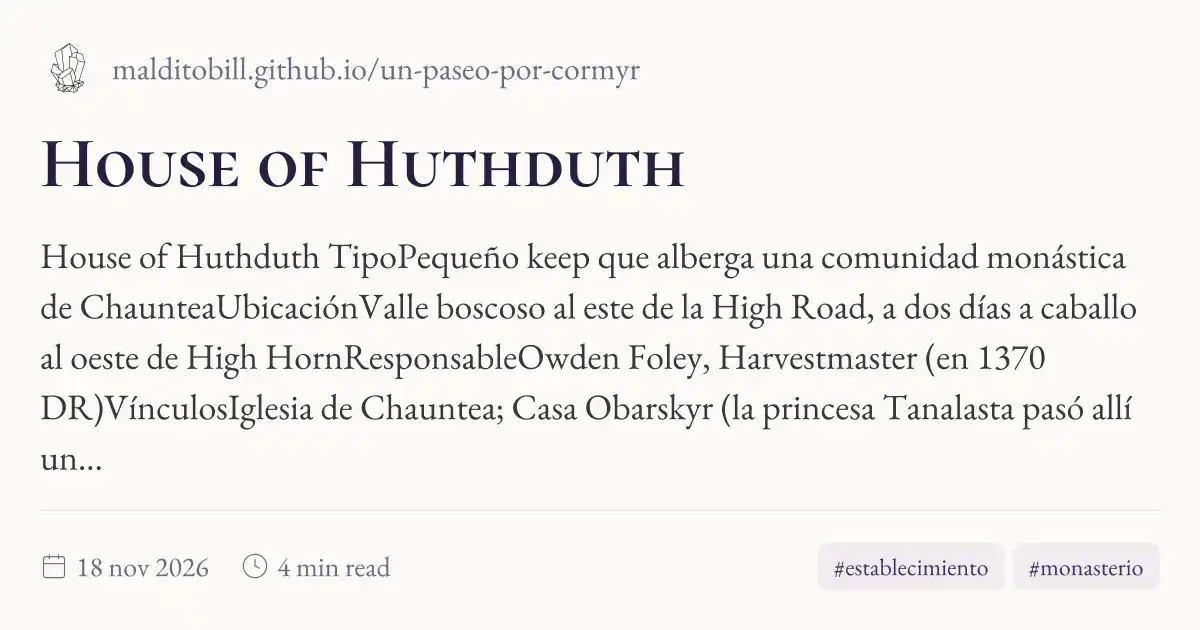 malditobill.github.io/un-paseo-por-cormyr
House of Huthduth
House of Huthduth TipoPequeño keep que alberga una comunidad monástica
de ChaunteaUbicaciónValle boscoso al este de la High Road, a dos días a caballo
al oeste de High HornResponsableOwden Foley, Harvestmaster (en 1370
DR)VínculosIglesia de Chauntea; Casa Obarskyr (la princesa Tanalasta pasó allí
un...
18 nov 2026
4 min read
#establecimiento
#monasterio